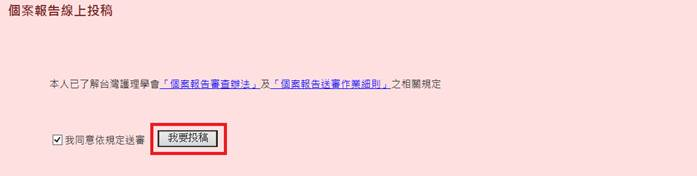 個案報告線上投稿
本人已了解台灣護理學會「個案報告審查辦法」及「個案報告送審作業細則」之相關規定
我同意依規定送審 我要投稿